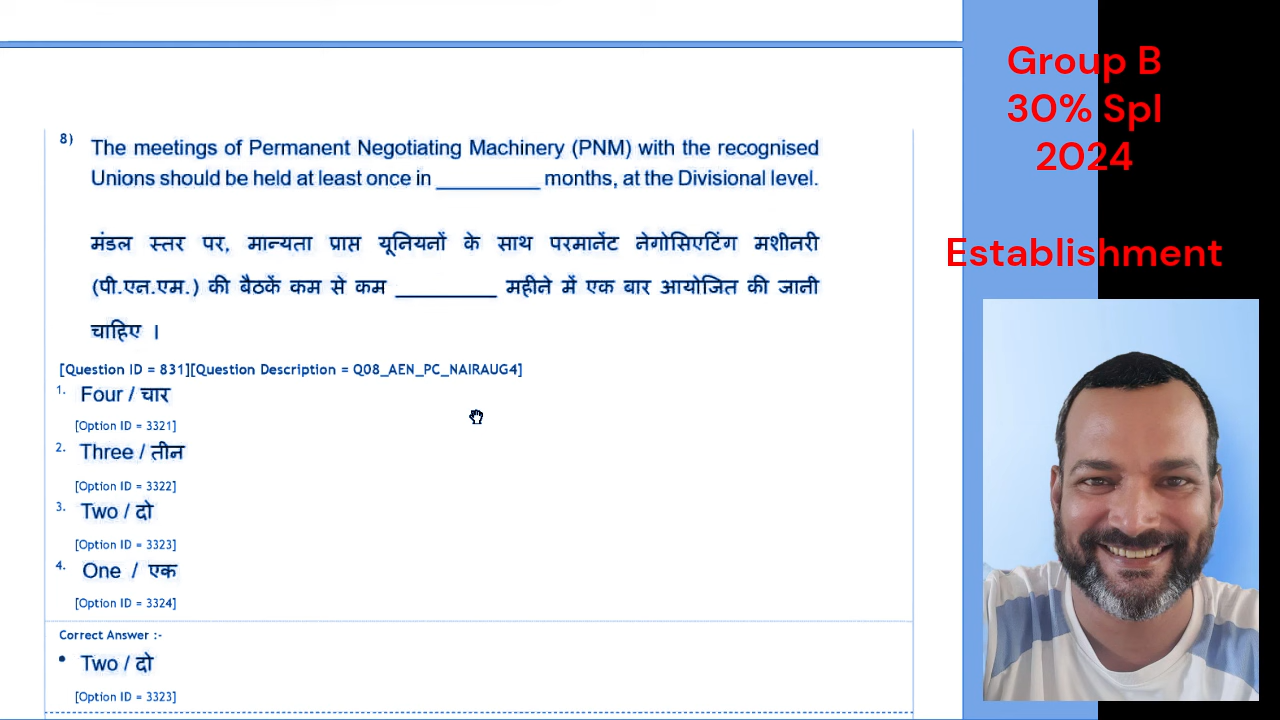 8) The meetings of Permanent Negotiating Machinery (PNM) with the recognised
Unions should be held at least once in __________ months, at the Divisional level.
मंडल स्तर पर, मान्यता प्राप्त यूनियनों के साथ परमानेंट नेगोसिएटिंग मशीनरी
(पी.एन.एम.) की बैठकें कम से कम __________ महीने में एक बार आयोजित की जानी
चाहिए ।
[Question ID = 831][Question Description = Q08_AEN_PC_NAIRAUG4]
1. Four / चार
[Option ID = 3321]
2. Three / तीन
[Option ID = 3322]
3. Two / दो
[Option ID = 3323]
4. One / एक
[Option ID = 3324]
Correct Answer :-
• Two / दो
[Option ID = 3323]
Group B
30% Spl
2024
Establishment